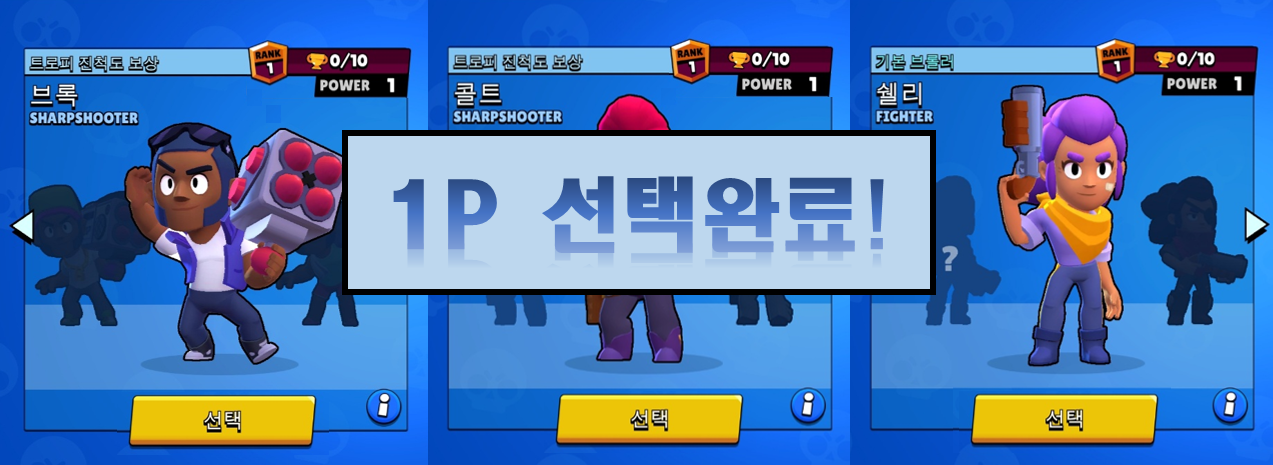 트로피 진척도 보상
RANK 1
0/10
POWER 1
브록
SHARPSHOOTER
선택
트로피 진척도 보상
RANK 1
0/10
POWER 1
콜트
SHARPSHOOTER
선택
기본 브롤러
RANK 1
0/10
POWER 1
쉘리
FIGHTER
?
선택
1P 선택완료!